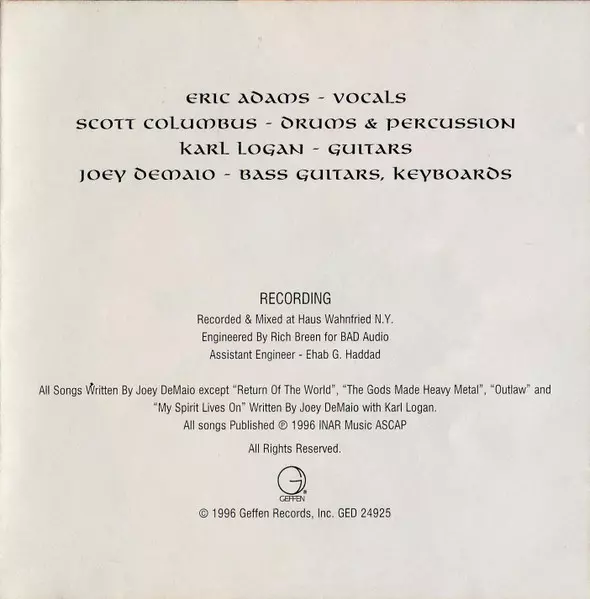 ERIC ADAMS - VOCALS
SCOTT COLUMBUS - DRUMS & PERCUSSION
KARL LOGAN - GUITARS
JOEY DEMAIO - BASS GUITARS, KEYBOARDS
RECORDING
Recorded & Mixed at Haus Wahnfried N.Y.
Engineered By Rich Breen for BAD Audio
Assistant Engineer - Ehab G. Haddad
All Songs Written By Joey DeMaio except “Return Of The World”, “The Gods Made Heavy Metal”, “Outlaw” and
“My Spirit Lives On” Written By Joey DeMaio with Karl Logan.
All songs Published ℗ 1996 INAR Music ASCAP
All Rights Reserved.
GEFFEN
© 1996 Geffen Records, Inc. GED 24925